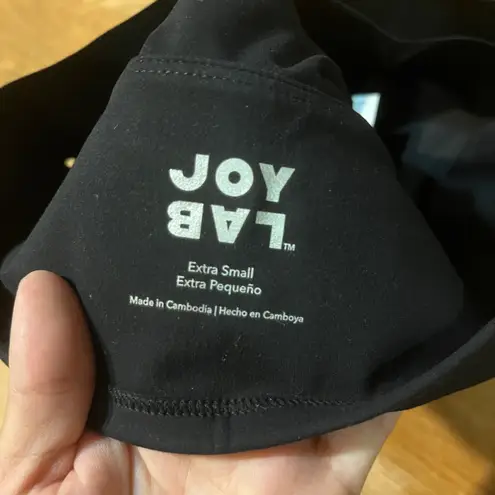 JOY
LAB™
Extra Small
Extra Pequeño
Made in Cambodia | Hecho en Camboya